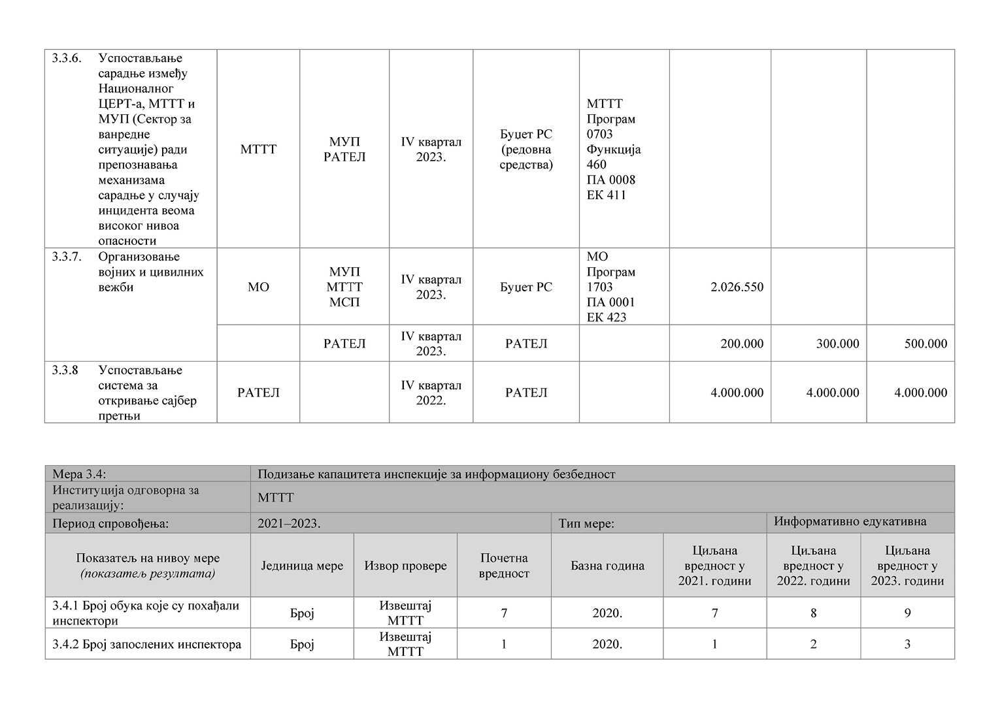 3.3.6. Успостављање
сарадње између
Националног
ЦЕРТ-а, МТТТ и
МУП (Сектор за
ванредне
ситуације) ради
препознавања
механизама
сарадње у случају
инцидента веома
високог нивоа
опасности
МТТТ
МУП
РАТЕЛ
IV квартал
2023.
Буџет РС
(редовна
средства)
МТТТ
Програм
0703
Функција
460
ПА 0008
ЕК 411
3.3.7. Организовање
војних и цивилних
вежби
МО
МУП
МТТТ
МСП
IV квартал
2023.
Буџет РС
МО
Програм
1703
ПА 0001
ЕК 423
2.026.550
РАТЕЛ
IV квартал
2023.
РАТЕЛ
200.000
300.000
500.000
3.3.8 Успостављање
система за
откривање сајбер
претњи
РАТЕЛ
IV квартал
2022.
РАТЕЛ
4.000.000
4.000.000
4.000.000
Мера 3.4:
Подизање капацитета инспекције за информациону безбедност
Институција одговорна за
реализацију:
МТТТ
Период спровођења:
2021–2023.
Тип мере:
Информативно едукативна
Показатељ на нивоу мере
(показатељ резултата)
Јединица мере
Извор провере
Почетна
вредност
Базна година
Циљана
вредност у
2021. години
Циљана
вредност у
2022. години
Циљана
вредност у
2023. години
3.4.1 Број обука које су похађали
инспектори
Број
Извештај
МТТТ
7
2020.
7
8
9
3.4.2 Број запослених инспектора
Број
Извештај
МТТТ
1
2020.
1
2
3